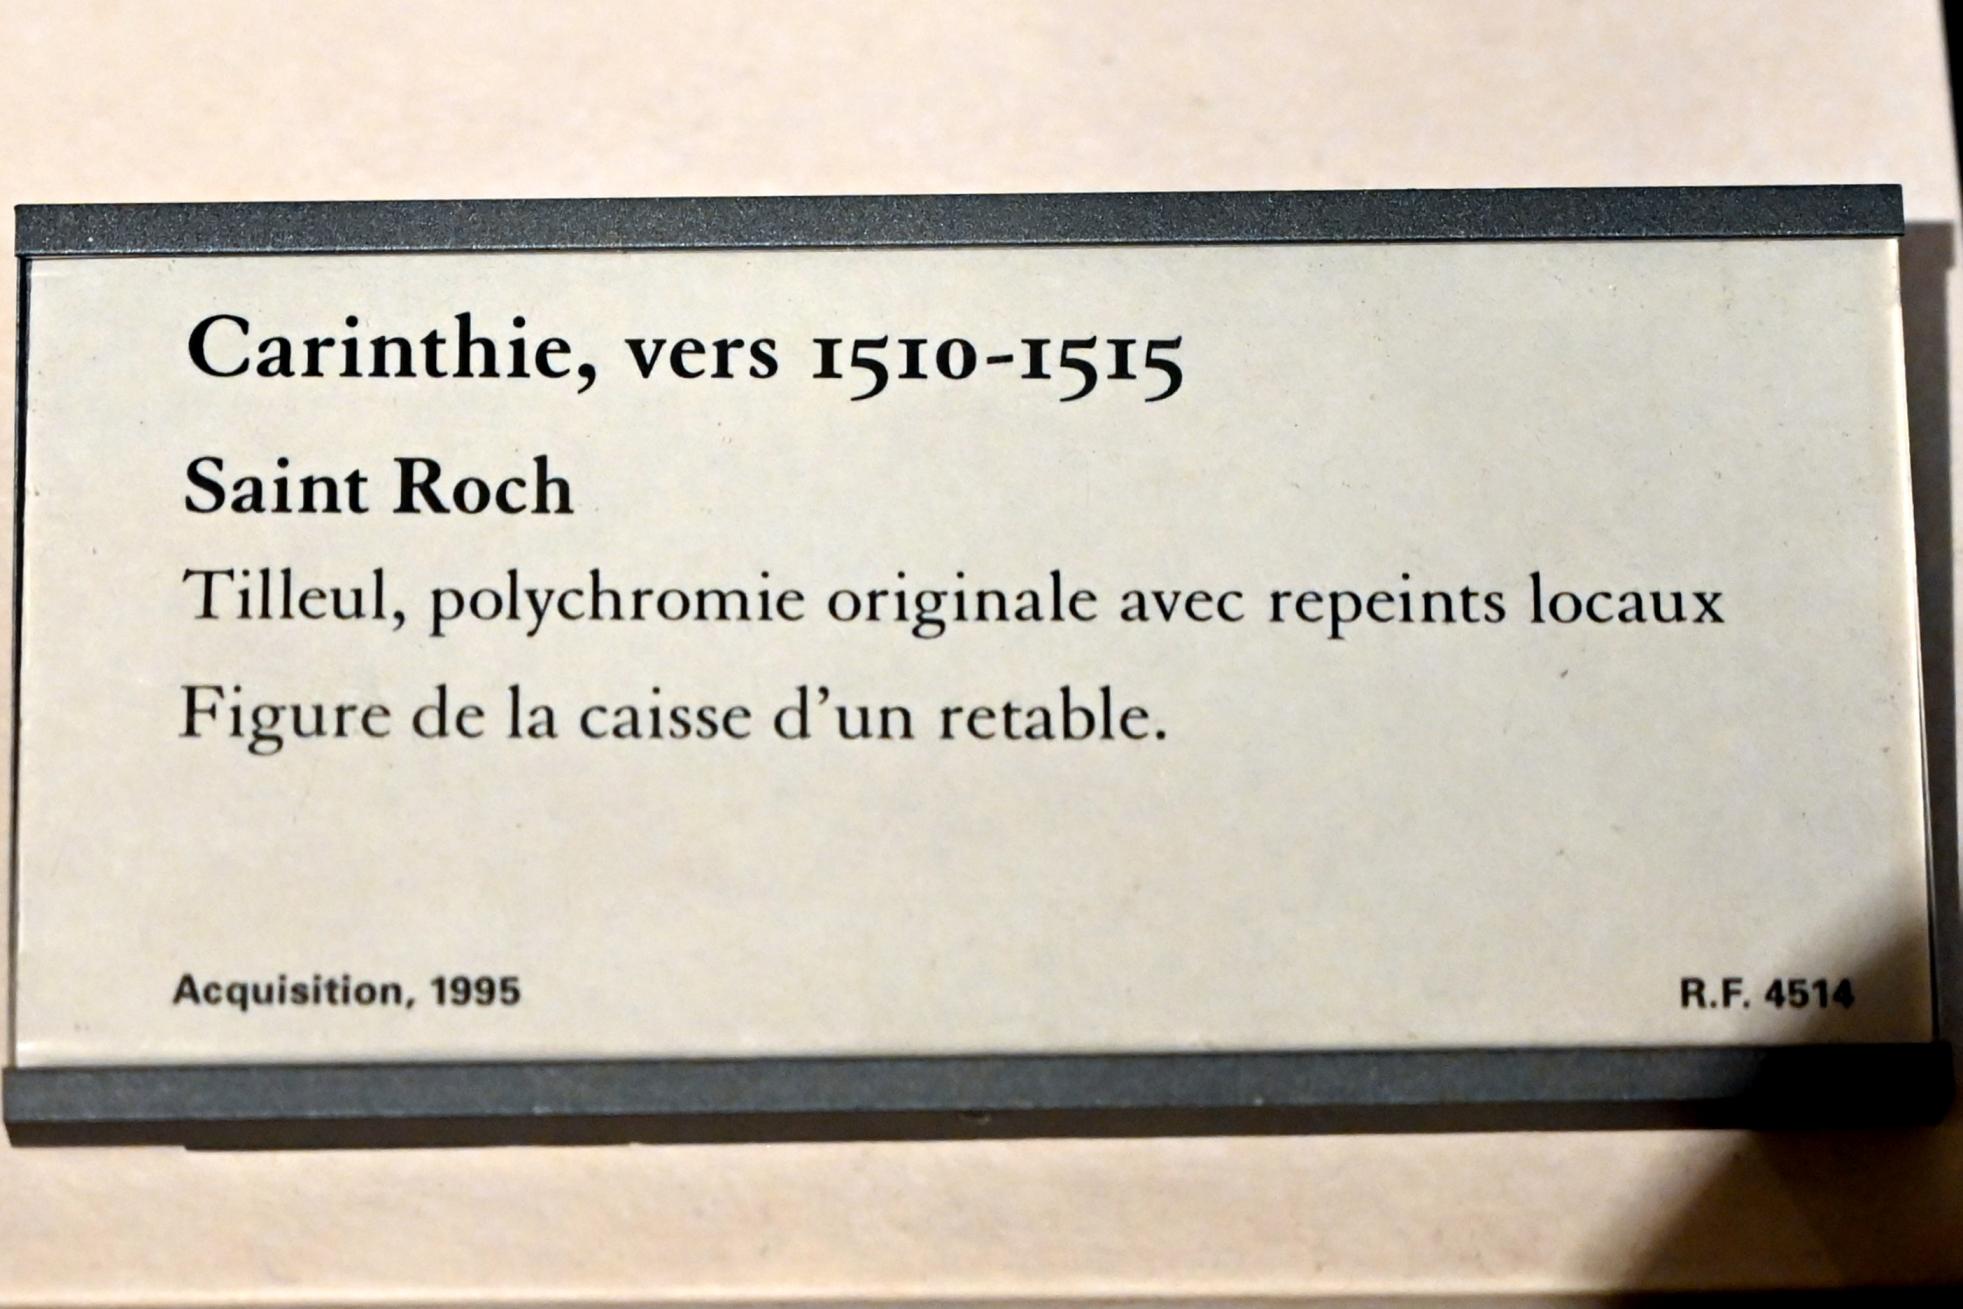 Carinthie, vers 1510-1515
Saint Roch
Tilleul, polychromie originale avec repeints locaux
Figure de la caisse d’un retable.
Acquisition, 1995
R.F. 4514